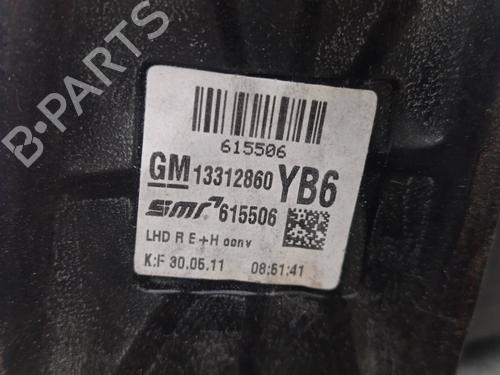 615506
GM 13312860 YB6
smr 615506
LHD R E+H conv
K:F 30.05.11 08:51:41
B-PARTS